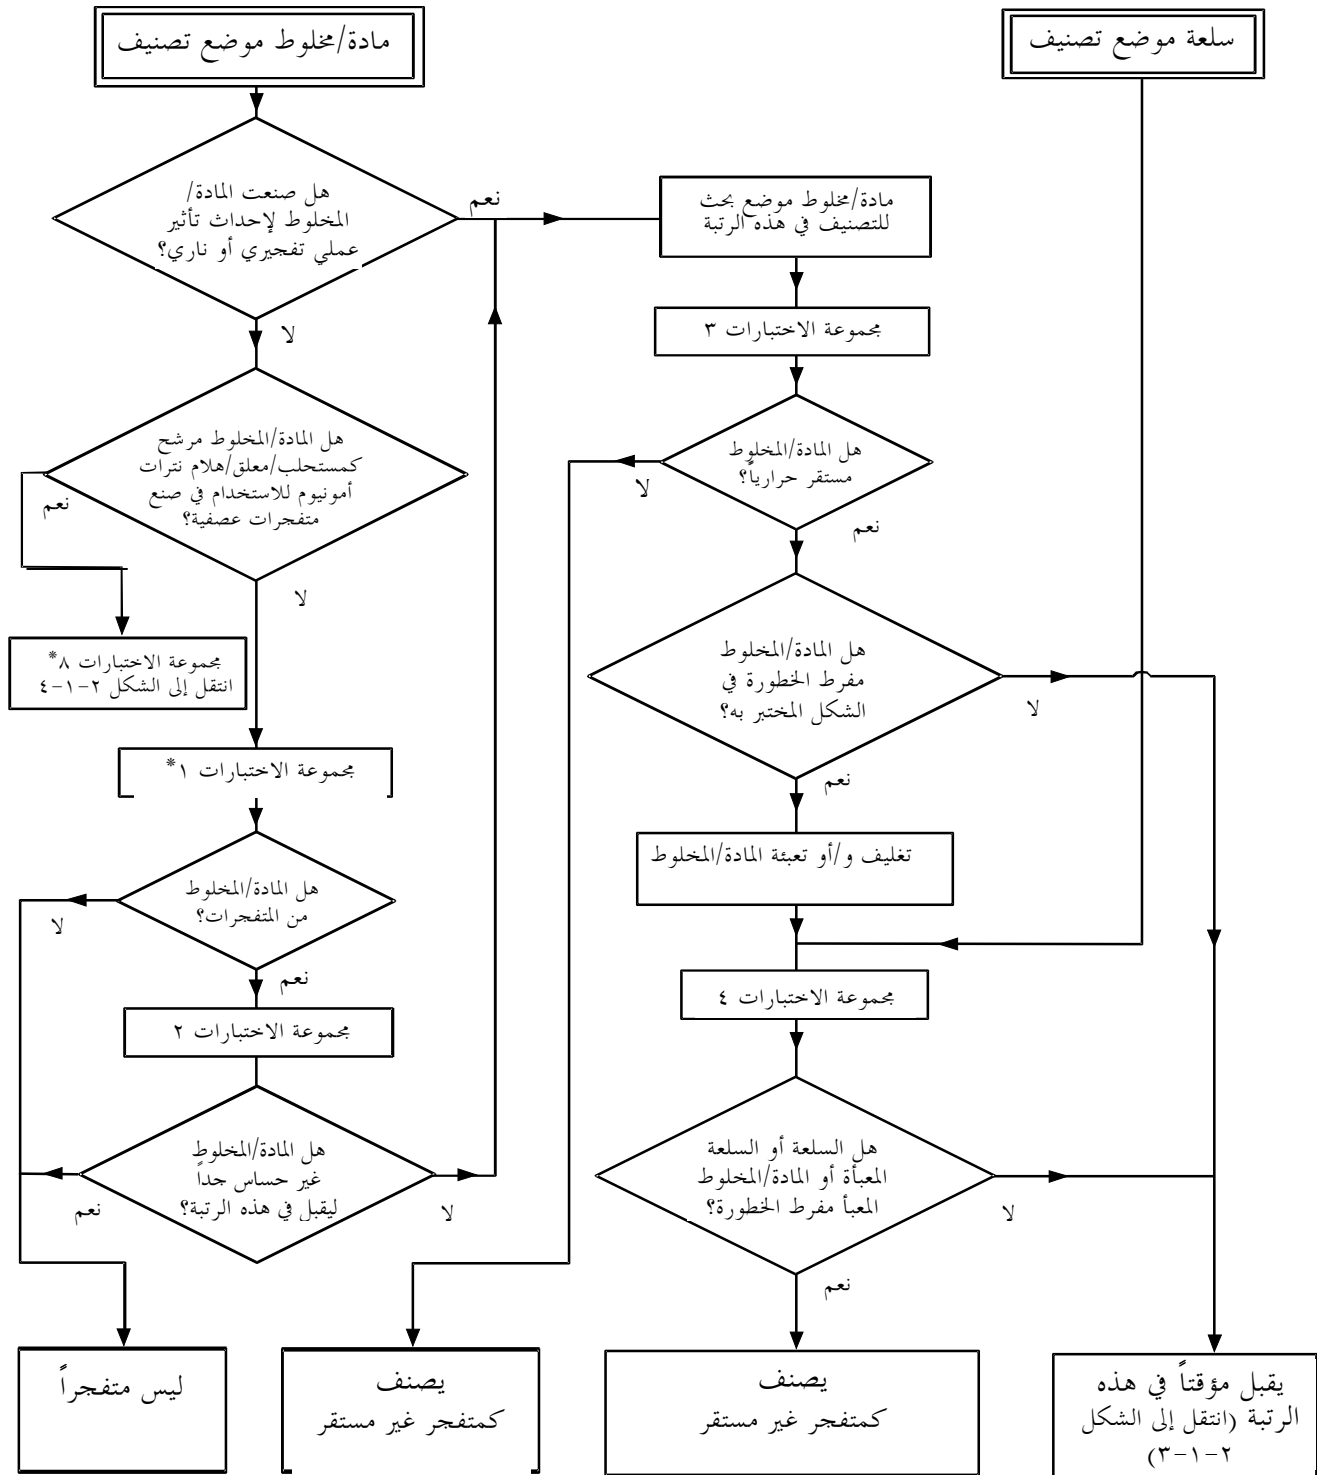 مادة/مخلوط موضع تصنيف
سلعة موضع تصنيف
هل صنعت المادة/
المخلوط لإحداث تأثير
عملي تفجيري أو ناري؟
نعم
لا
مادة/مخلوط موضع بحث
للتصنيف في هذه الرتبة
مجموعة الاختبارات ٣
هل المادة/المخلوط
مستقر حرارياً؟
لا
نعم
هل المادة/المخلوط مرشح
كمستحلب/معلق/هلام نترات
أمونيوم للاستخدام في صنع
متفجرات عصفية؟
نعم
لا
مجموعة الاختبارات ٨*
انتقل إلى الشكل ٢-١-٤
هل المادة/المخلوط
مفرط الخطورة في
الشكل المختبر به؟
لا
نعم
مجموعة الاختبارات ١*
تغليف و/أو تعبئة المادة/المخلوط
هل المادة/المخلوط
من المتفجرات؟
لا
نعم
مجموعة الاختبارات ٤
مجموعة الاختبارات ٢
هل المادة/المخلوط
غير حساس جداً
ليقبل في هذه الرتبة؟
نعم
لا
هل السلعة أو السلعة
المعبأة أو المادة/المخلوط
المعبأ مفرط الخطورة؟
لا
نعم
ليس متفجراً
يصنف
كمتفجر غير مستقر
يصنف
كمتفجر غير مستقر
يقبل مؤقتاً في هذه
الرتبة (انتقل إلى الشكل
٢-١-٣)